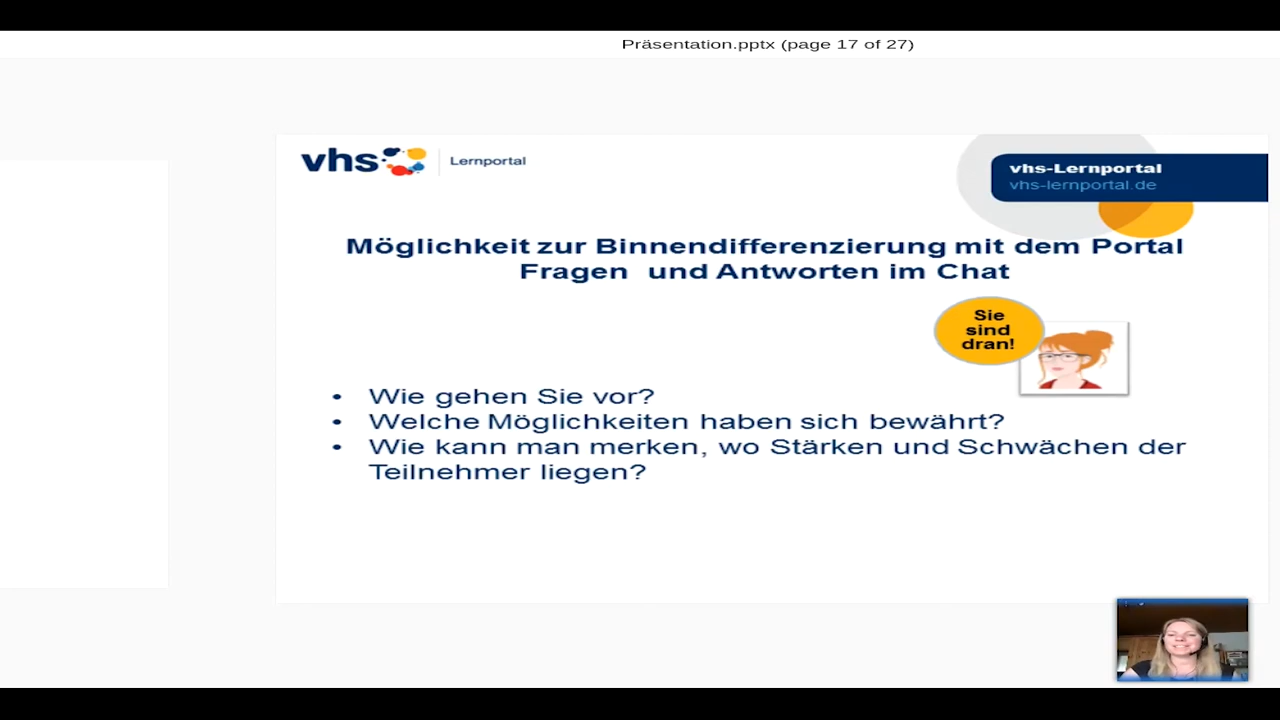 Präsentation.pptx (page 17 of 27)
vhs Lernportal
vhs-Lernportal
vhs-lernportal.de
Möglichkeit zur Binnendifferenzierung mit dem Portal
Fragen und Antworten im Chat
Sie
sind
dran!
• Wie gehen Sie vor?
• Welche Möglichkeiten haben sich bewährt?
• Wie kann man merken, wo Stärken und Schwächen der
Teilnehmer liegen?